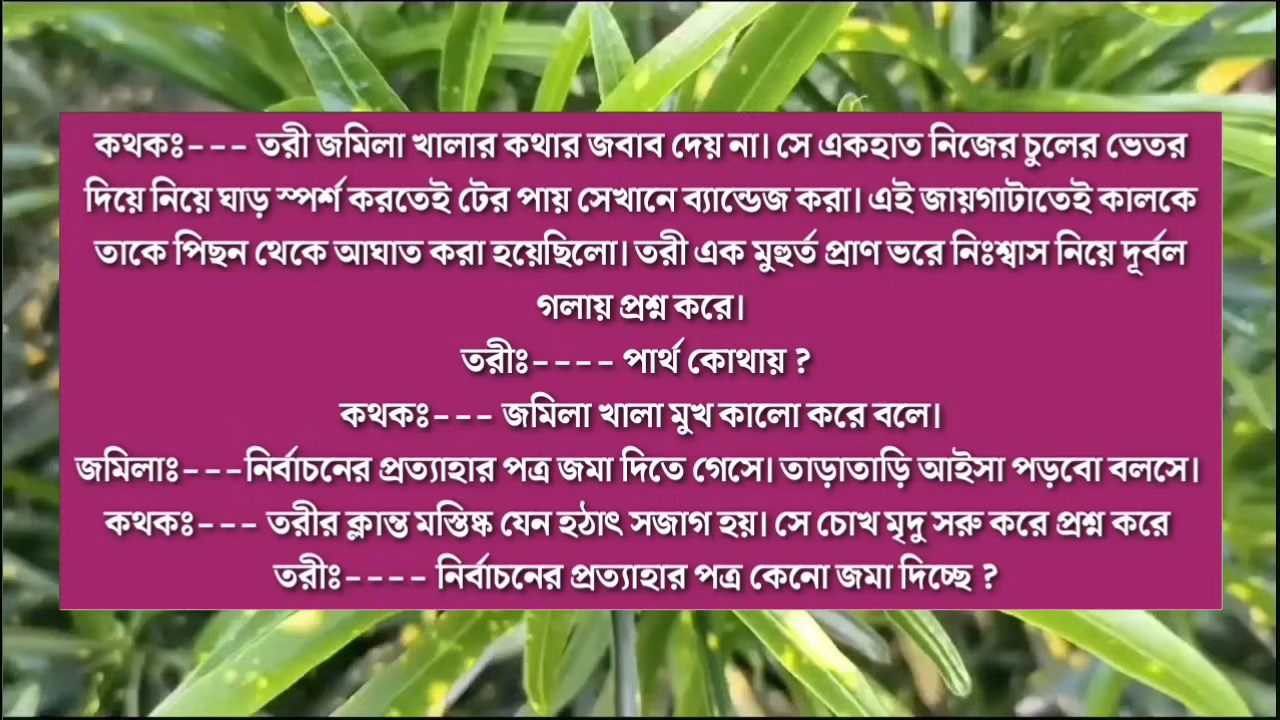 কথকঃ--- তরী জমিলা খালার কথার জবাব দেয় না। সে একহাত নিজের চুলের ভেতর
দিয়ে নিয়ে ঘাড় স্পর্শ করতেই টের পায় সেখানে ব্যান্ডেজ করা। এই জায়গাটাতেই কালকে
তাকে পিছন থেকে আঘাত করা হয়েছিলো। তরী এক মুহুর্ত প্রাণ ভরে নিঃশ্বাস নিয়ে দূর্বল
গলায় প্রশ্ন করে।
তরীঃ---- পার্থ কোথায় ?
কথকঃ--- জমিলা খালা মুখ কালো করে বলে।
জমিলাঃ---নির্বাচনের প্রত্যাহার পত্র জমা দিতে গেসে। তাড়াতাড়ি আইসা পড়বো বলসে।
কথকঃ--- তরীর ক্লান্ত মস্তিষ্ক যেন হঠাৎ সজাগ হয়। সে চোখ মৃদু সরু করে প্রশ্ন করে
তরীঃ---- নির্বাচনের প্রত্যাহার পত্র কেনো জমা দিচ্ছে ?